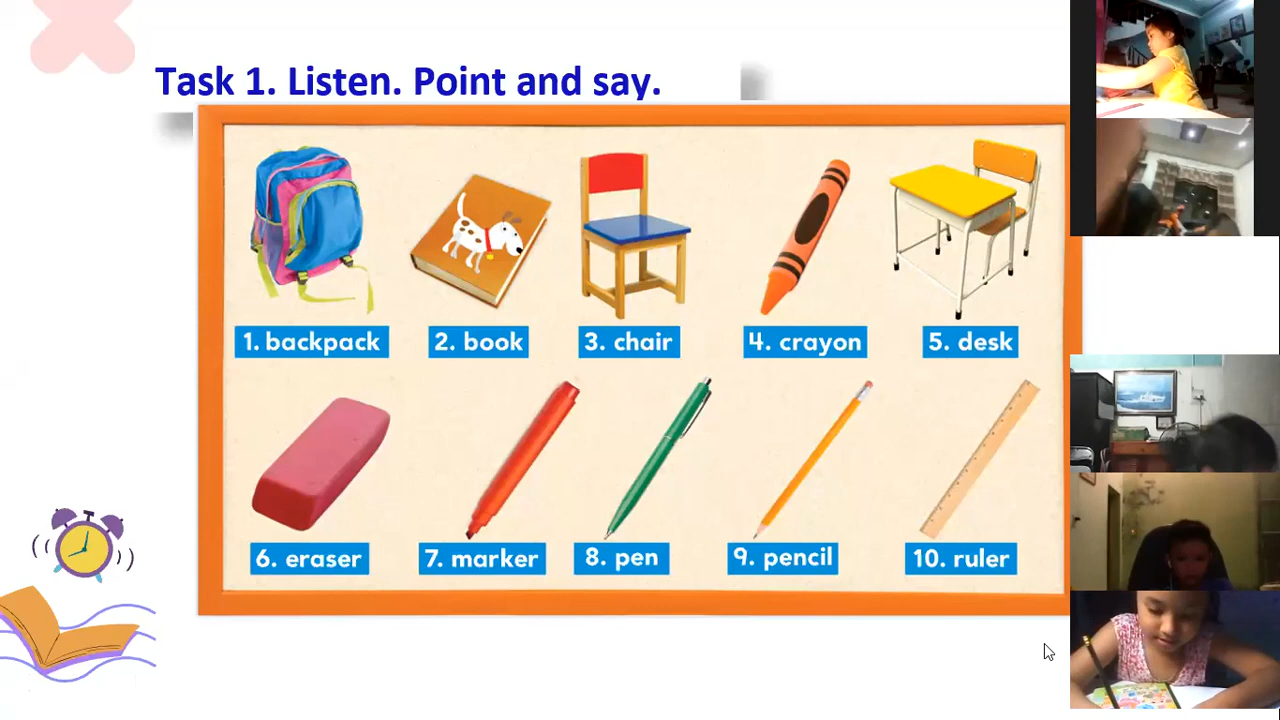 Task 1. Listen. Point and say.
1. backpack
2. book
3. chair
4. crayon
5. desk
6. eraser
7. marker
8. pen
9. pencil
10. ruler